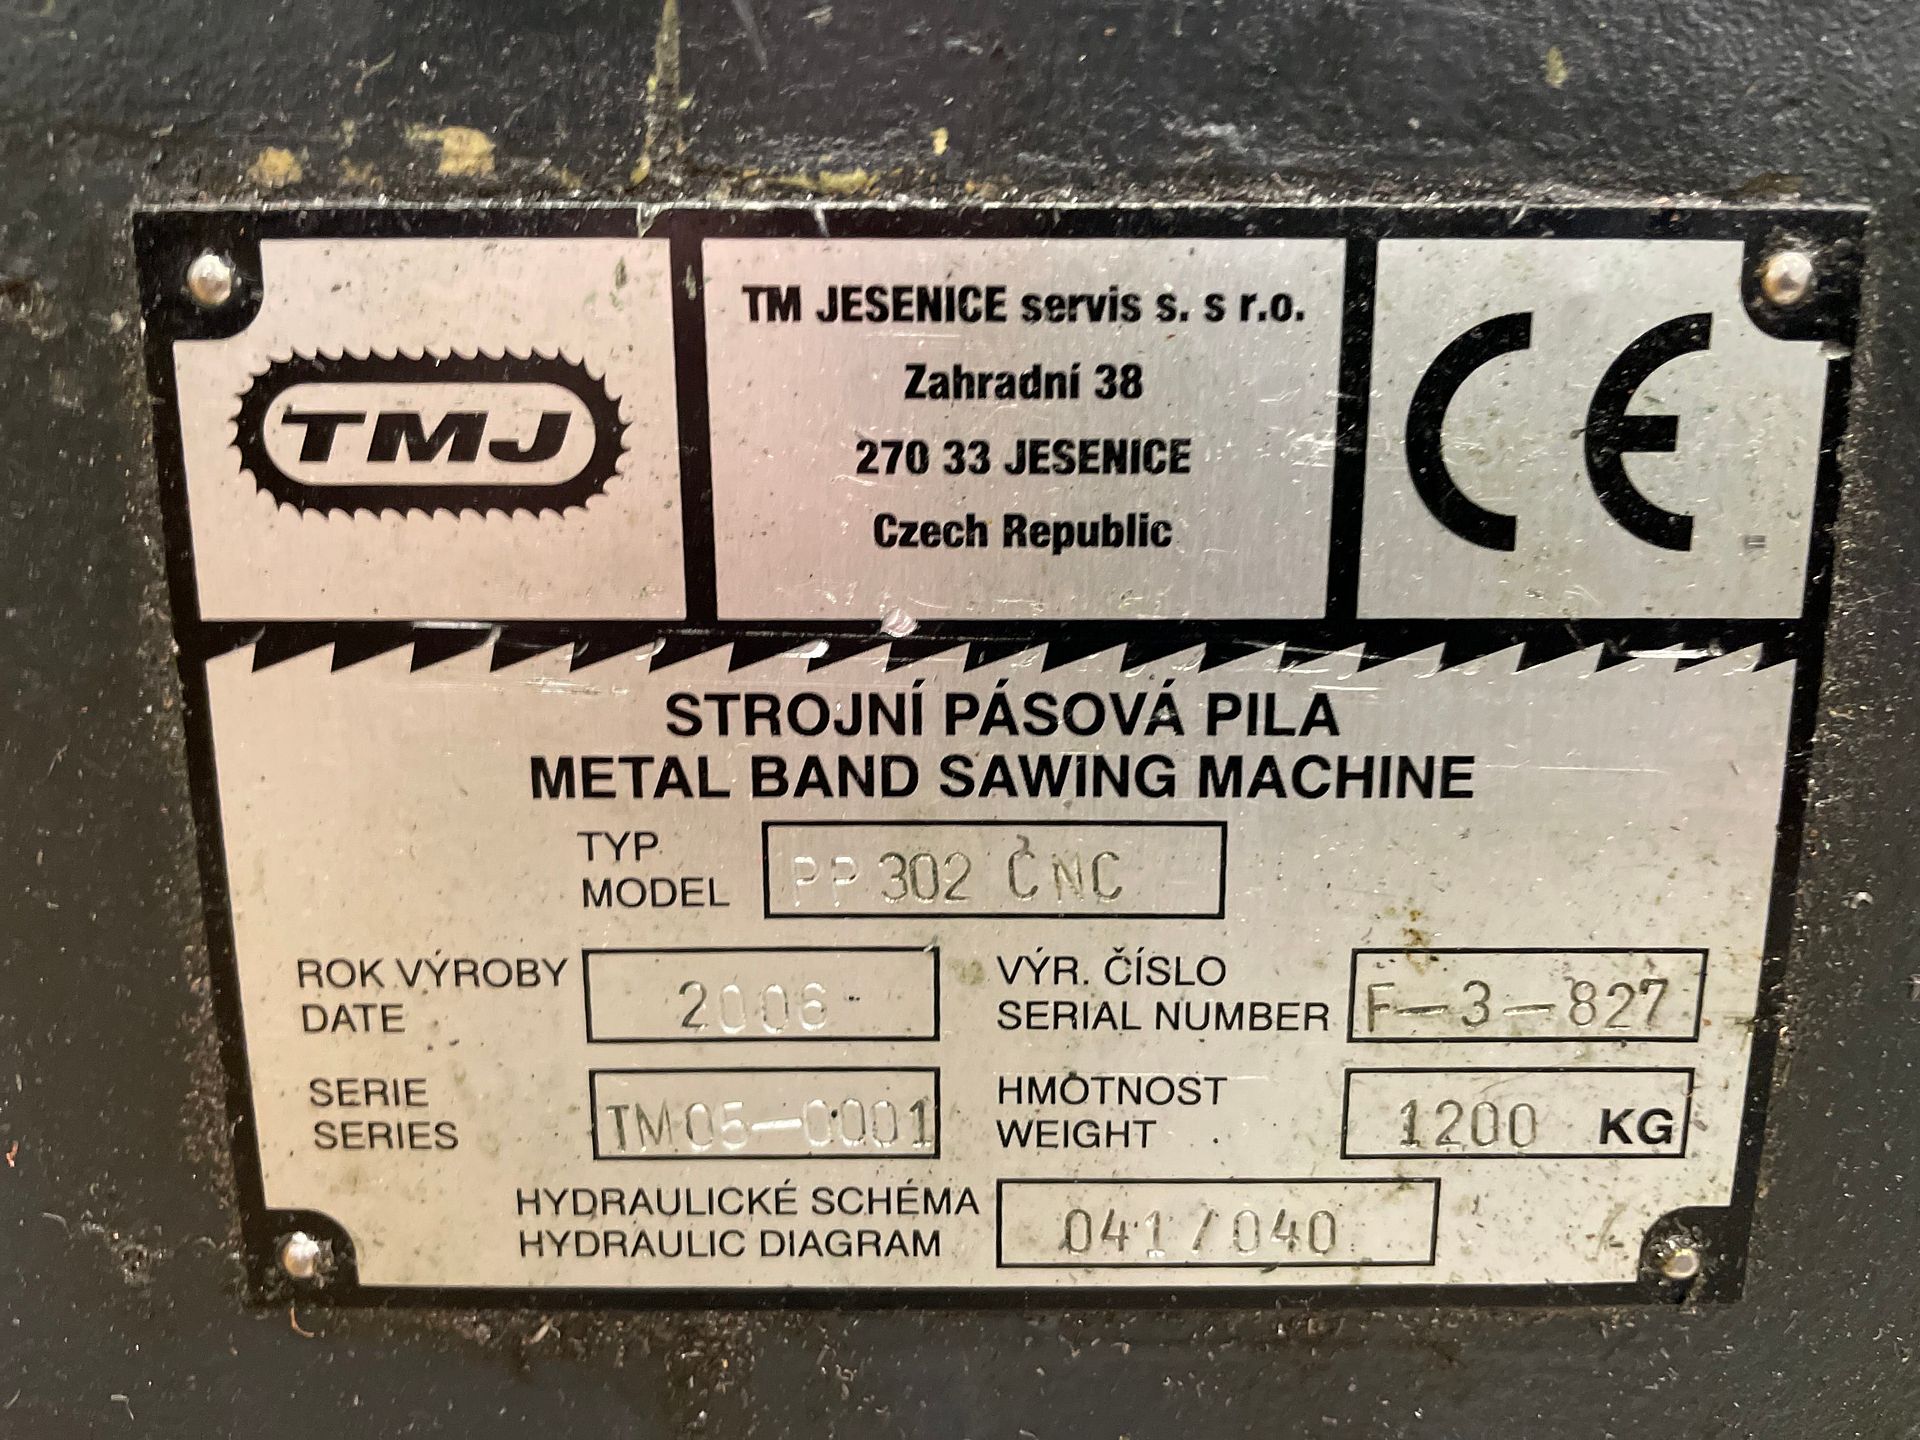 TMJ
TM JESENICE servis s. s r.o.
Zahradní 38
270 33 JESENICE
Czech Republic
CE
STROJNÍ PÁSOVÁ PILA
METAL BAND SAWING MACHINE
TYP
MODEL
PP 302 CNC
ROK VÝROBY
DATE
2006
VÝR. ČÍSLO
SERIAL NUMBER
F-3-827
SERIE
SERIES
TM05-0001
HMOTNOST
WEIGHT
1200 KG
HYDRAULICKÉ SCHÉMA
HYDRAULIC DIAGRAM
041/040